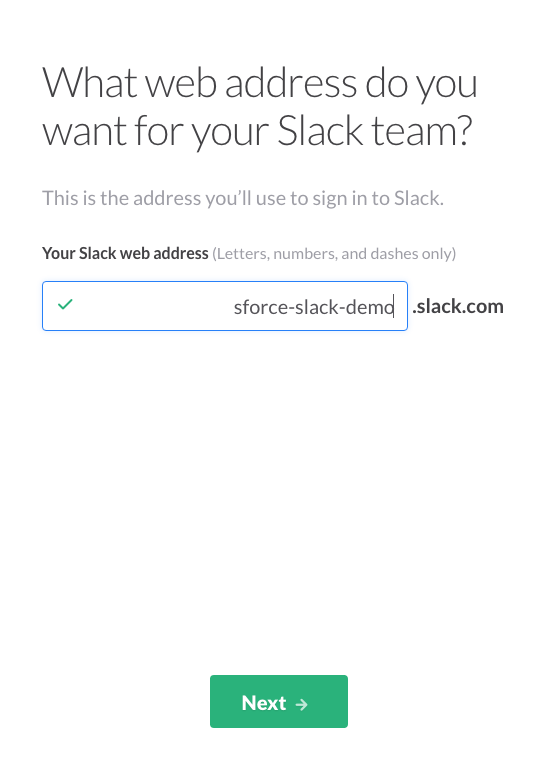 What web address do you
want for your Slack team?
This is the address you’ll use to sign in to Slack.
Your Slack web address (Letters, numbers, and dashes only)
sforce-slack-demo .slack.com
Next →